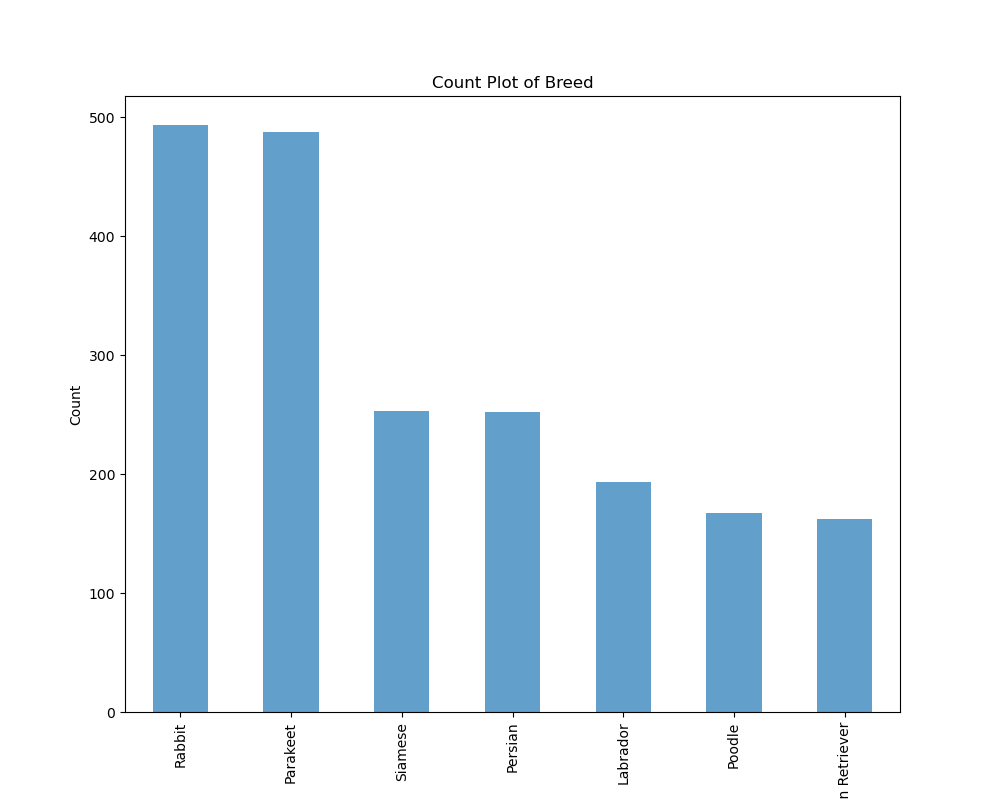 Count Plot of Breed
500
400
300
200
100
0
Count
Rabbit
Parakeet
Siamese
Persian
Labrador
Poodle
n Retriever